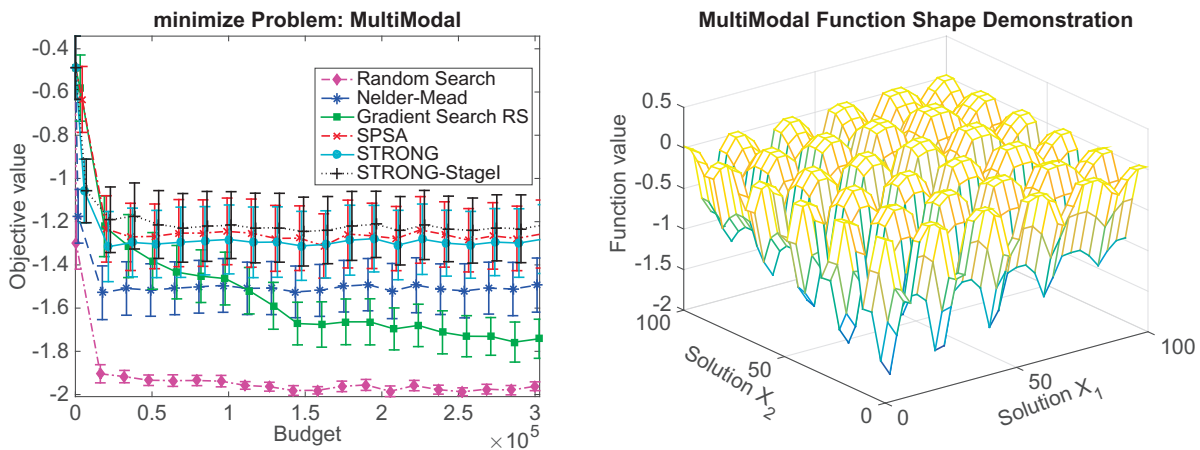 minimize Problem: MultiModal
Objective value
-0.4
-0.6
-0.8
-1
-1.2
-1.4
-1.6
-1.8
-2
0 0.5 1 1.5 2 2.5 3
×10^5
Budget
Random Search
Nelder-Mead
Gradient Search RS
SPSA
STRONG
STRONG-StageI
MultiModal Function Shape Demonstration
Function value
0.5
0
-0.5
-1
-1.5
-2
100
50
0
Solution X_2
0
50
100
Solution X_1